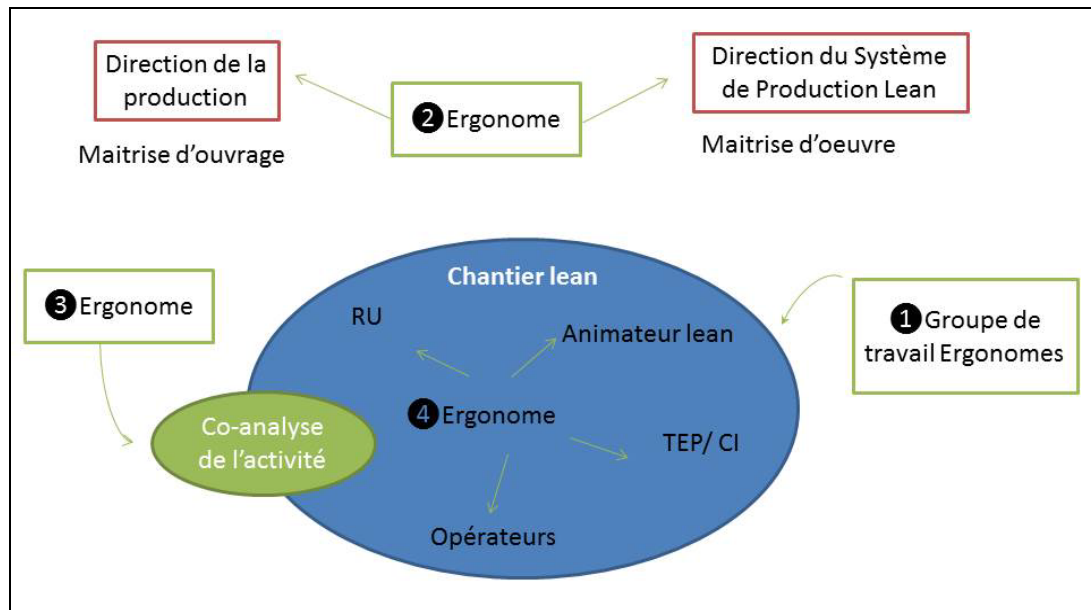 Direction de la
production
Maitrise d'ouvrage
❷ Ergonome
Direction du Système
de Production Lean
Maitrise d'oeuvre
❸ Ergonome
Co-analyse
de l'activité
Chantier lean
RU
Animateur lean
❹ Ergonome
TEP/ CI
Opérateurs
❶ Groupe de
travail Ergonomes